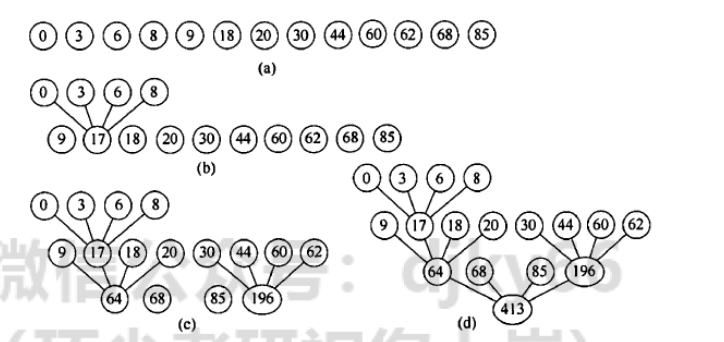 0 3 6 8 9 18 20 30 44 60 62 68 85
(a)
0 3 6 8
9 17 18 20 30 44 60 62 68 85
(b)
0 3 6 8
9 17 18 20 30 44 60 62
64 68 85 196
(c)
0 3 6 8
9 17 18 20 30 44 60 62
64 68 85 196
413
(d)